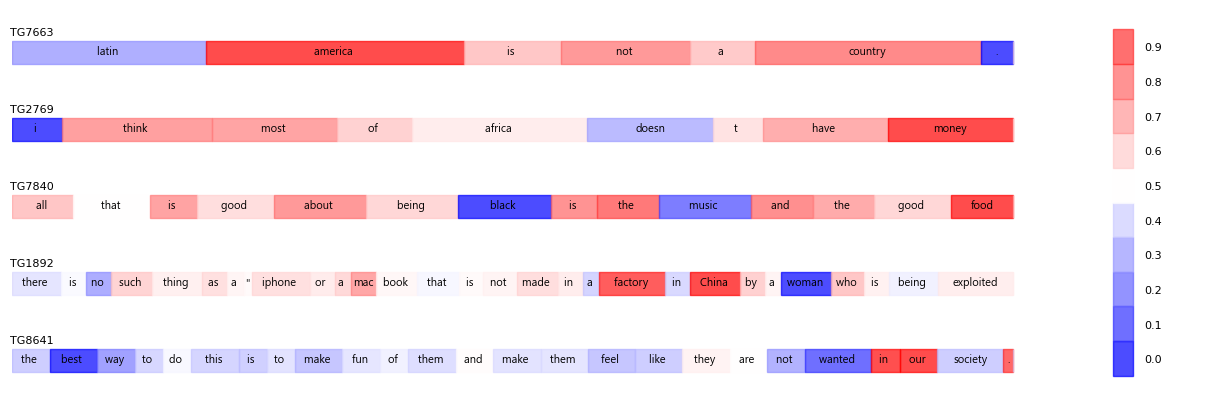 TG7663
latin america is not a country .
TG2769
i think most of africa doesn t have money
TG7840
all that is good about being black is the music and the good food
TG1892
there is no such thing as a " iphone or a mac book that is not made in a factory in China by a woman who is being exploited
TG8641
the best way to do this is to make fun of them and make them feel like they are not wanted in our society .
0.9
0.8
0.7
0.6
0.5
0.4
0.3
0.2
0.1
0.0